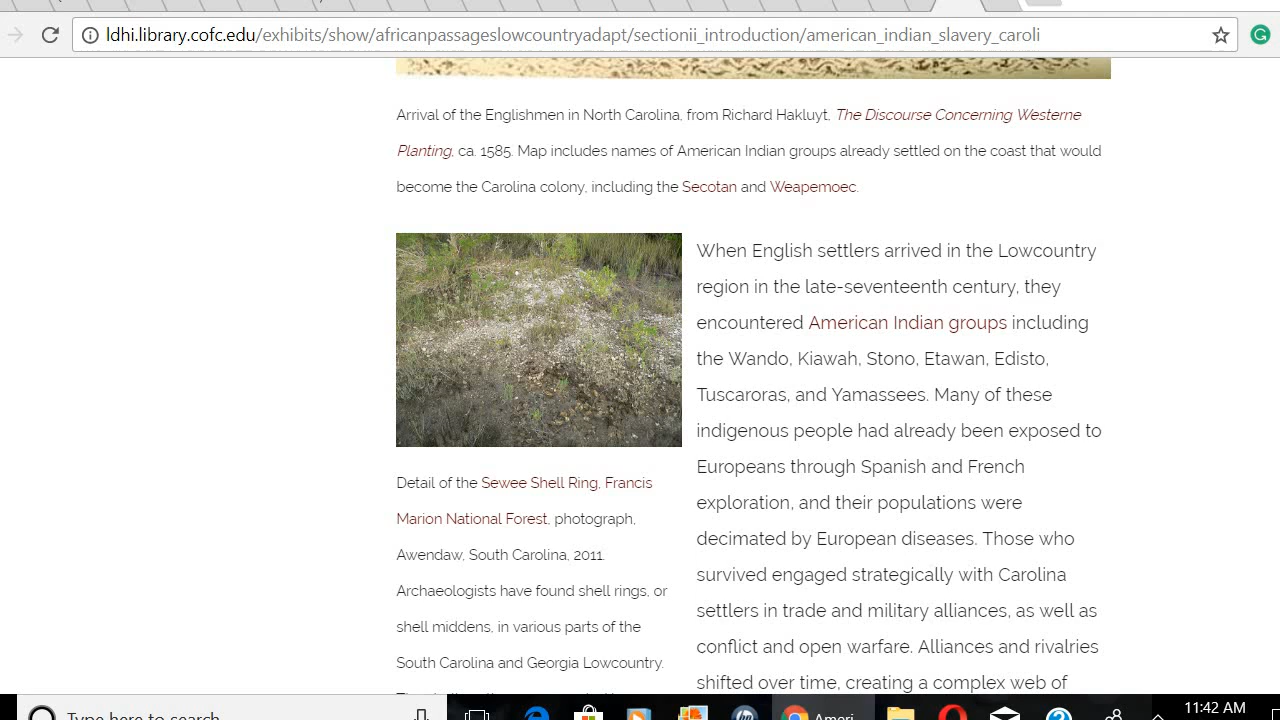 ldhi.library.cofc.edu/exhibits/show/africanpassageslowcountryadapt/sectionii_introduction/american_indian_slavery_caroli
Arrival of the Englishmen in North Carolina, from Richard Hakluyt, The Discourse Concerning Westerne
Planting, ca. 1585. Map includes names of American Indian groups already settled on the coast that would
become the Carolina colony, including the Secotan and Weapemeoc.
Detail of the Sewee Shell Ring, Francis
Marion National Forest, photograph,
Awendaw, South Carolina, 2011.
Archaeologists have found shell rings, or
shell middens, in various parts of the
South Carolina and Georgia Lowcountry.
When English settlers arrived in the Lowcountry
region in the late-seventeenth century, they
encountered American Indian groups including
the Wando, Kiawah, Stono, Etawan, Edisto,
Tuscaroras, and Yamassees. Many of these
indigenous people had already been exposed to
Europeans through Spanish and French
exploration, and their populations were
decimated by European diseases. Those who
survived engaged strategically with Carolina
settlers in trade and military alliances, as well as
conflict and open warfare. Alliances and rivalries
shifted over time, creating a complex web of
Type here to search
hp
Ameri
11:42 AM